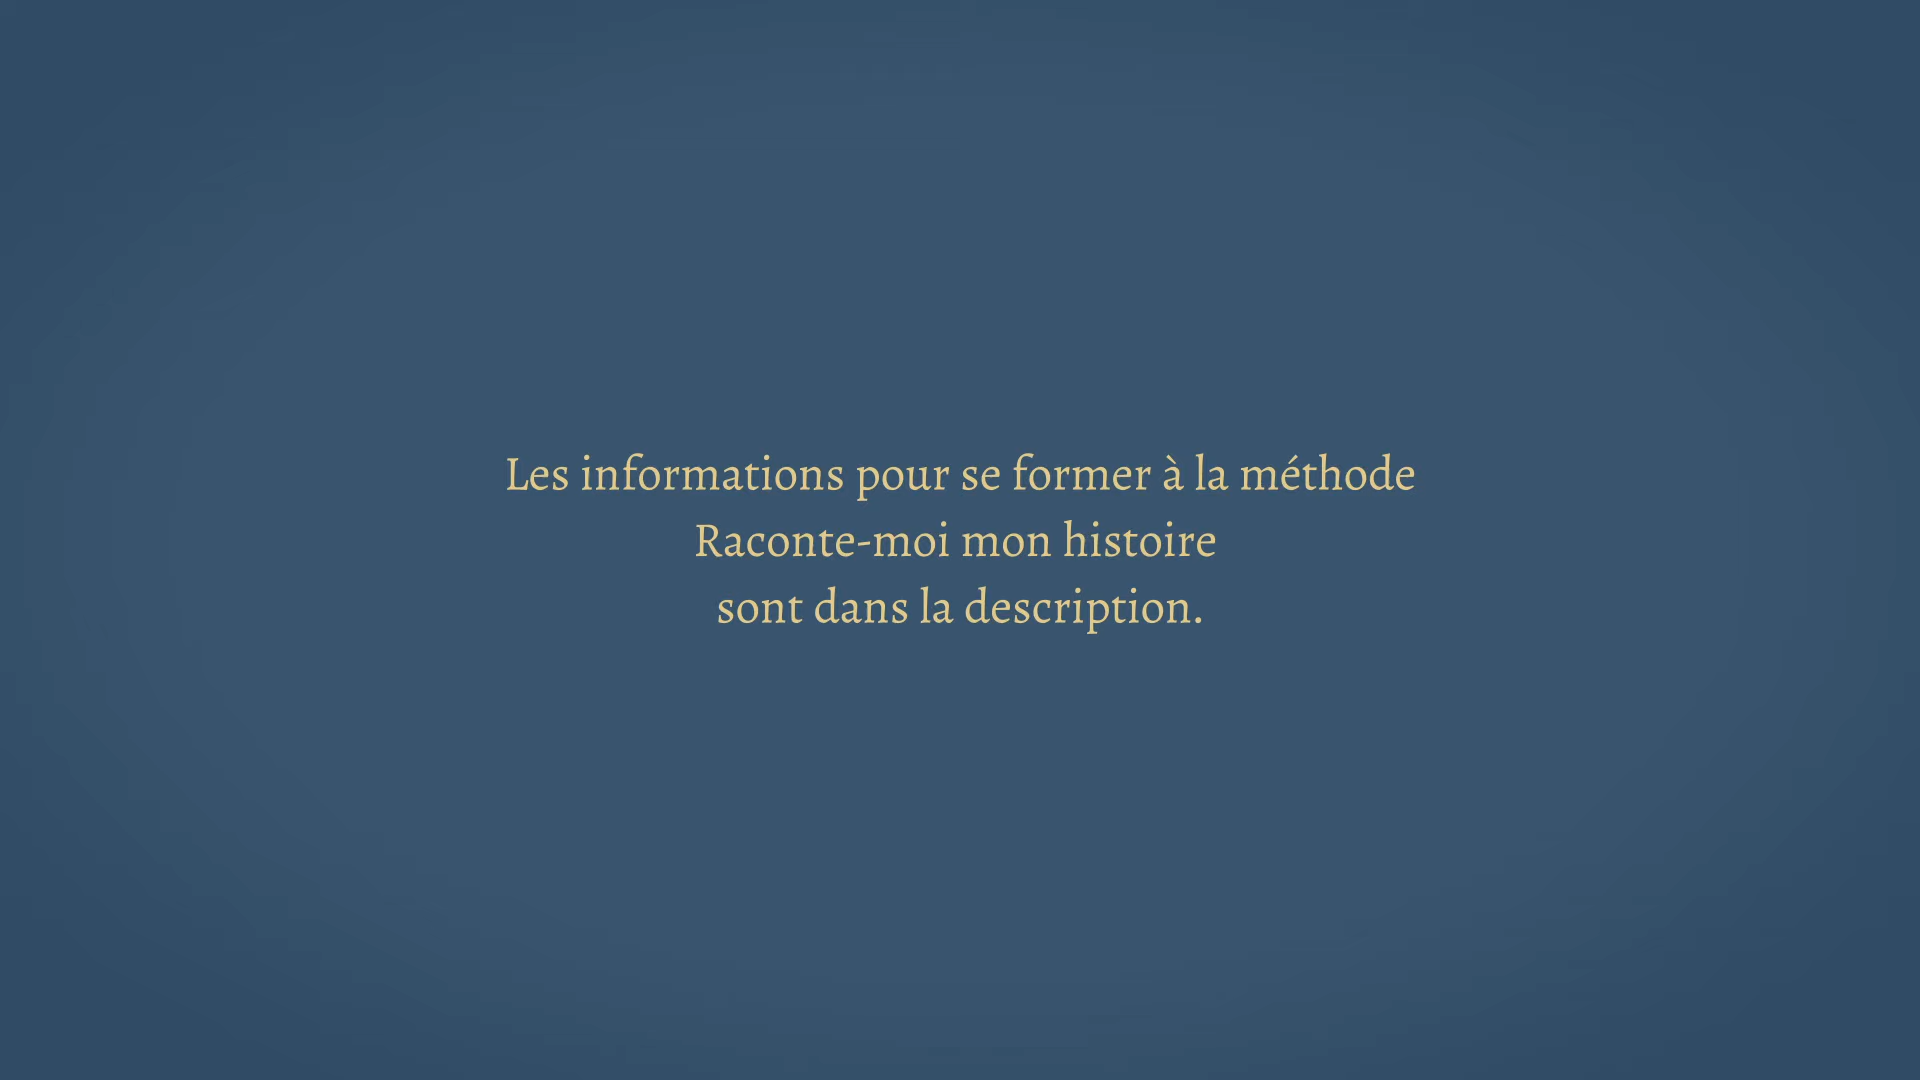 Les informations pour se former à la méthode
Raconte-moi mon histoire
sont dans la description.